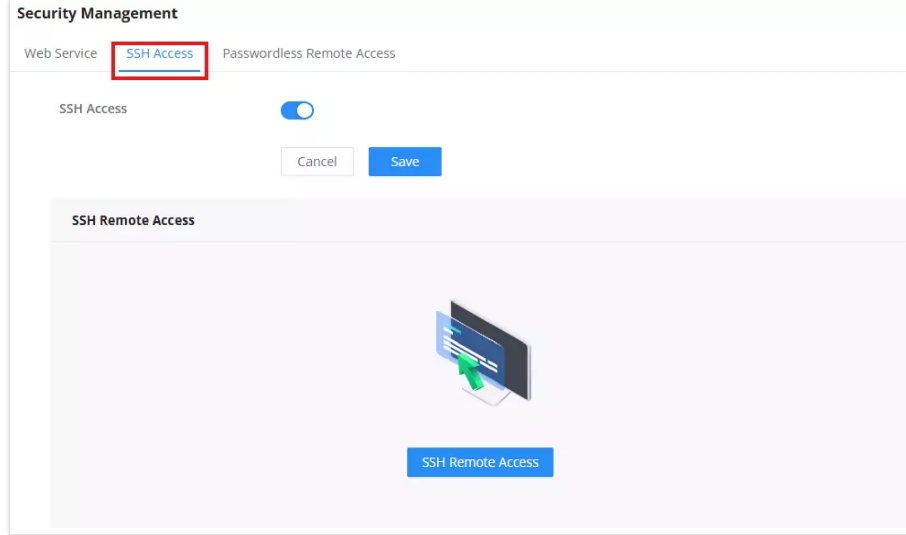 Security Management
Web Service SSH Access Passwordless Remote Access
SSH Access
Cancel Save
SSH Remote Access
SSH Remote Access